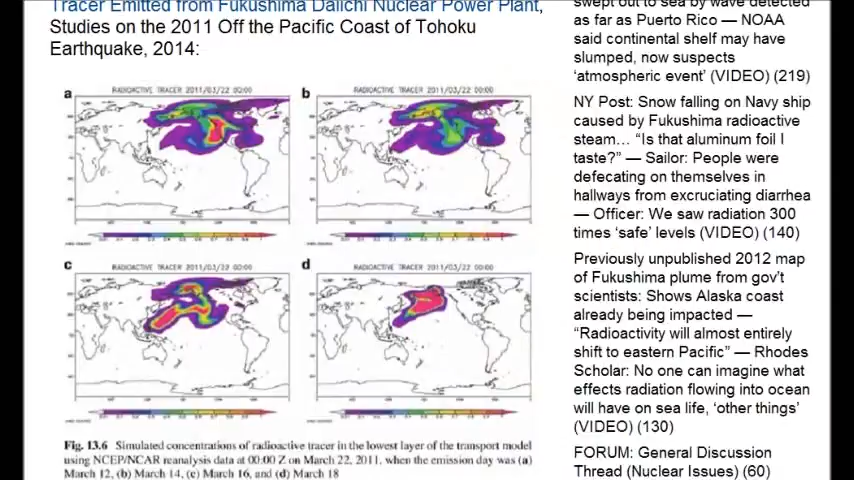 Tracer Emitted from Fukushima Daiichi Nuclear Power Plant,
Studies on the 2011 Off the Pacific Coast of Tohoku
Earthquake, 2014:
a
RADIOACTIVE TRACER 2011/03/22 00:00
b
RADIOACTIVE TRACER 2011/03/22 00:00
c
RADIOACTIVE TRACER 2011/03/22 00:00
d
RADIOACTIVE TRACER 2011/03/22 00:00
Fig. 13.6 Simulated concentrations of radioactive tracer in the lowest layer of the transport model
using NCEP/NCAR reanalysis data at 00:00 Z on March 22, 2011, when the emission day was (a)
March 12, (b) March 14, (c) March 16, and (d) March 18
swept out to sea by wave detected
as far as Puerto Rico — NOAA
said continental shelf may have
slumped, now suspects
‘atmospheric event’ (VIDEO) (219)
NY Post: Snow falling on Navy ship
caused by Fukushima radioactive
steam… “Is that aluminum foil I
taste?” — Sailor: People were
defecating on themselves in
hallways from excruciating diarrhea
— Officer: We saw radiation 300
times ‘safe’ levels (VIDEO) (140)
Previously unpublished 2012 map
of Fukushima plume from gov’t
scientists: Shows Alaska coast
already being impacted —
“Radioactivity will almost entirely
shift to eastern Pacific” — Rhodes
Scholar: No one can imagine what
effects radiation flowing into ocean
will have on sea life, ‘other things’
(VIDEO) (130)
FORUM: General Discussion
Thread (Nuclear Issues) (60)